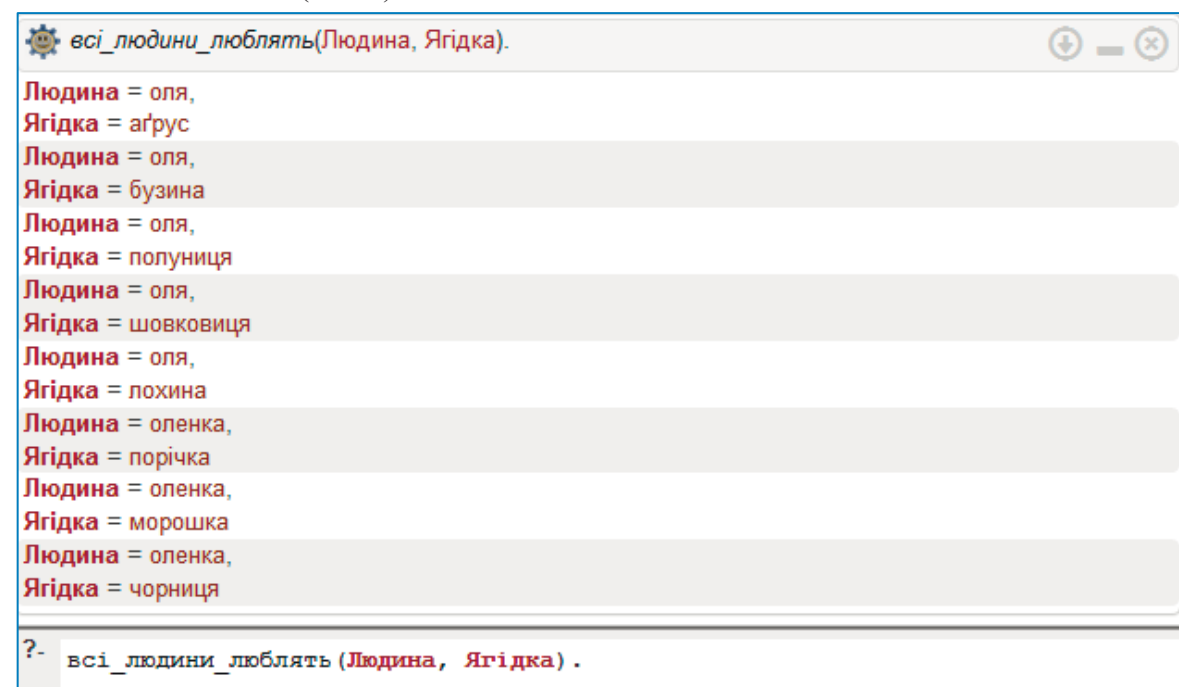 всі_людини_люблять(Людина, Ягідка).
Людина = оля,
Ягідка = аґрус
Людина = оля,
Ягідка = бузина
Людина = оля,
Ягідка = полуниця
Людина = оля,
Ягідка = шовковиця
Людина = оля,
Ягідка = лохина
Людина = оленка,
Ягідка = порічка
Людина = оленка,
Ягідка = морошка
Людина = оленка,
Ягідка = чорниця
?- всі_людини_люблять(Людина, Ягідка).